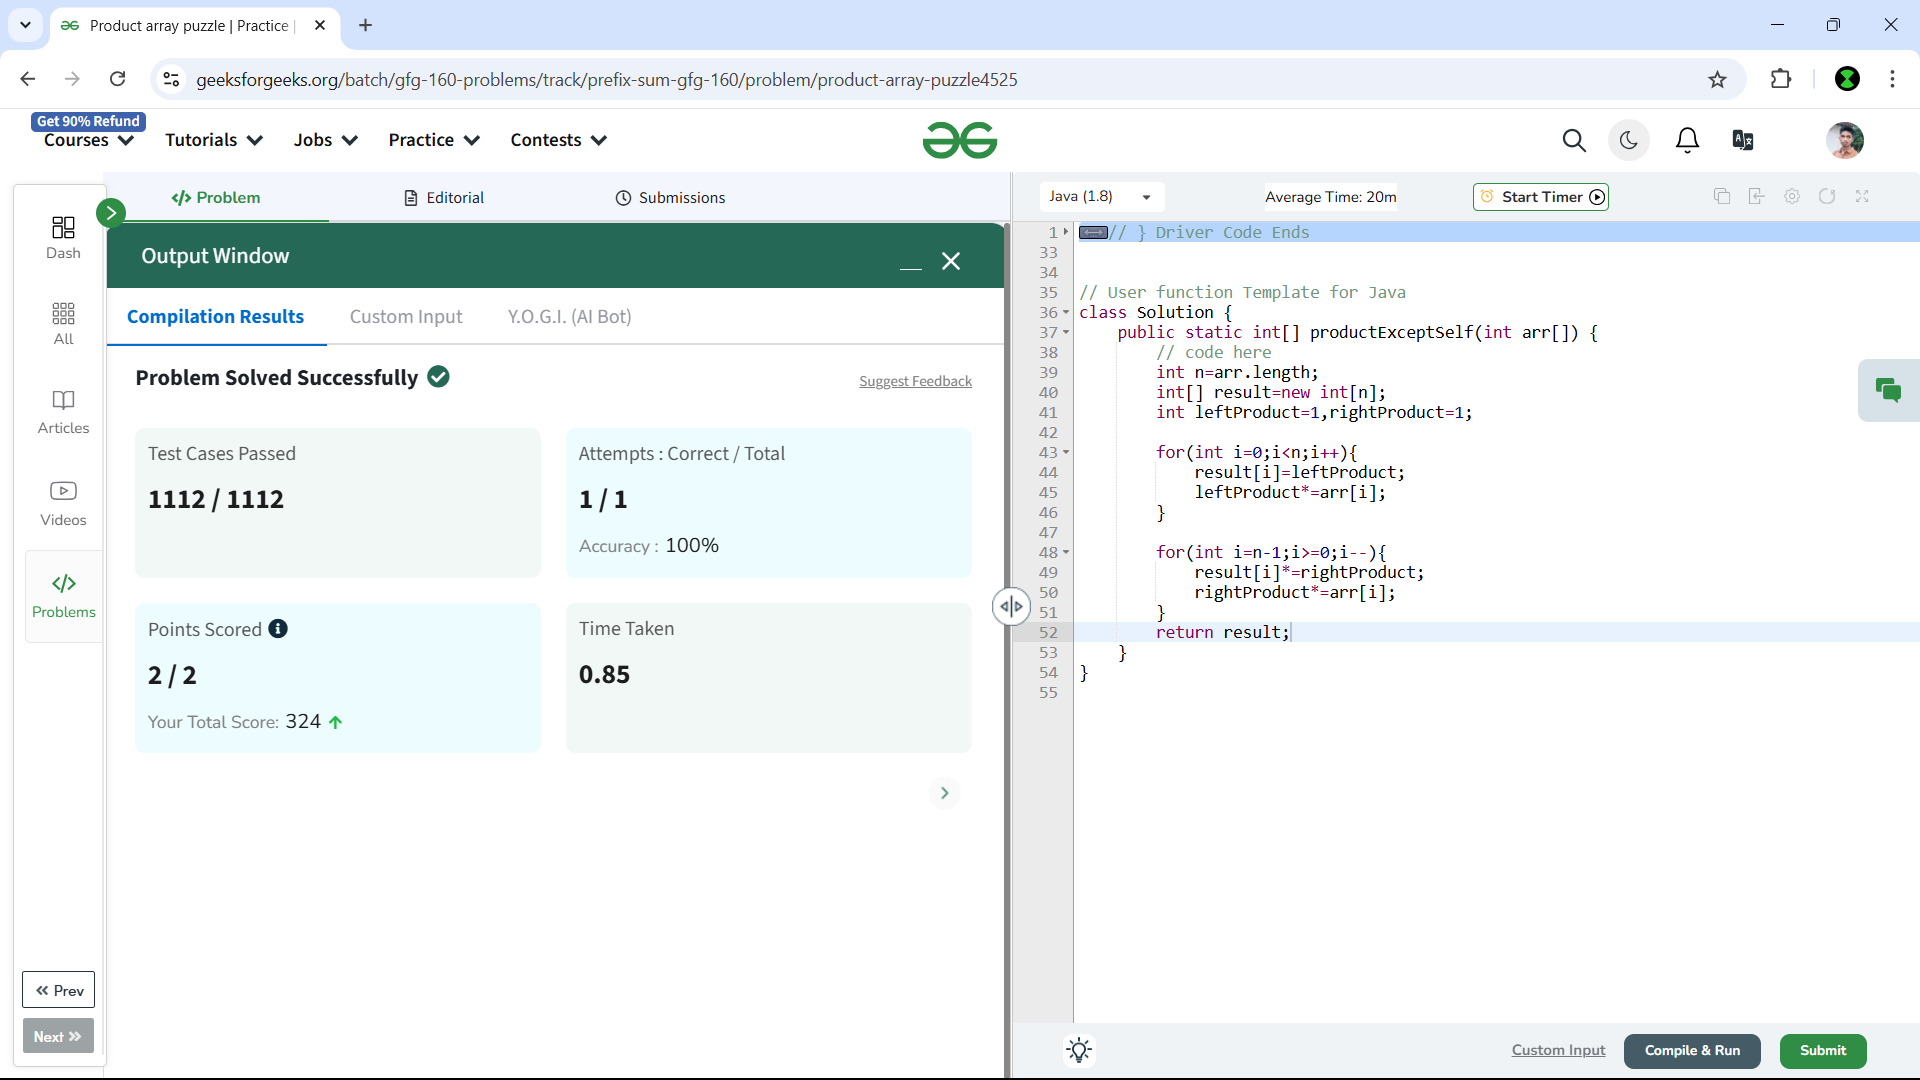 Product array puzzle | Practice |
geeksforgeeks.org/batch/gfg-160-problems/track/prefix-sum-gfg-160/problem/product-array-puzzle4525
Get 90% Refund
Courses
Tutorials
Jobs
Practice
Contests
Dash
All
Articles
Videos
Problems
Prev
Next
</> Problem
Editorial
Submissions
Output Window
Compilation Results
Custom Input
Y.O.G.I. (AI Bot)
Problem Solved Successfully
Suggest Feedback
Test Cases Passed
1112 / 1112
Attempts : Correct / Total
1 / 1
Accuracy : 100%
Points Scored
2 / 2
Your Total Score: 324
Time Taken
0.85
Java (1.8)
Average Time: 20m
Start Timer
1 // } Driver Code Ends
33
34
35 // User function Template for Java
36 class Solution {
37 public static int[] productExceptSelf(int arr[]) {
38 // code here
39 int n=arr.length;
40 int[] result=new int[n];
41 int leftProduct=1,rightProduct=1;
42
43 for(int i=0;i<n;i++){
44 result[i]=leftProduct;
45 leftProduct*=arr[i];
46 }
47
48 for(int i=n-1;i>=0;i--){
49 result[i]*=rightProduct;
50 rightProduct*=arr[i];
51 }
52 return result;
53 }
54 }
55
Custom Input
Compile & Run
Submit